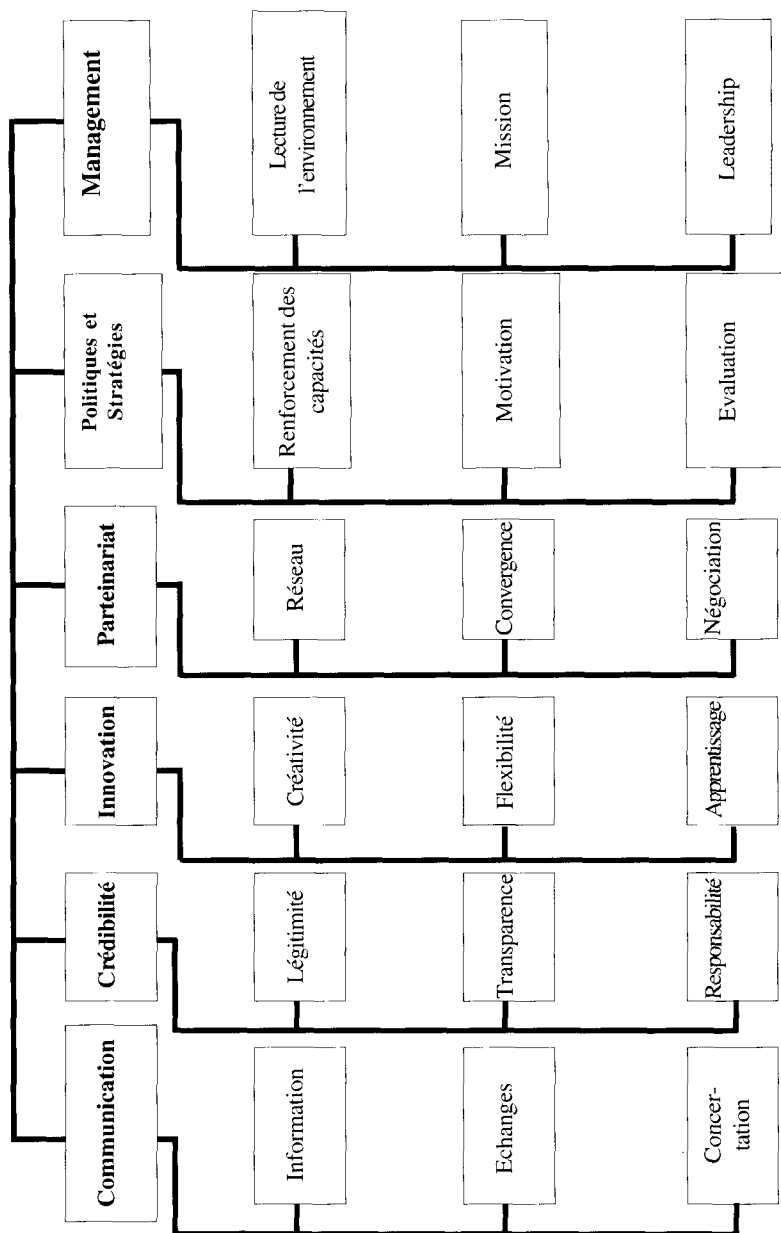 Communication
Crédibilité
Innovation
Parteinariat
Politiques et
Stratégies
Management
Information
Légitimité
Créativité
Réseau
Renforcement des
capacités
Lecture de
l'environnement
Echanges
Transparence
Flexibilité
Convergence
Motivation
Mission
Concer-
tation
Responsabilité
Apprentissage
Négociation
Evaluation
Leadership